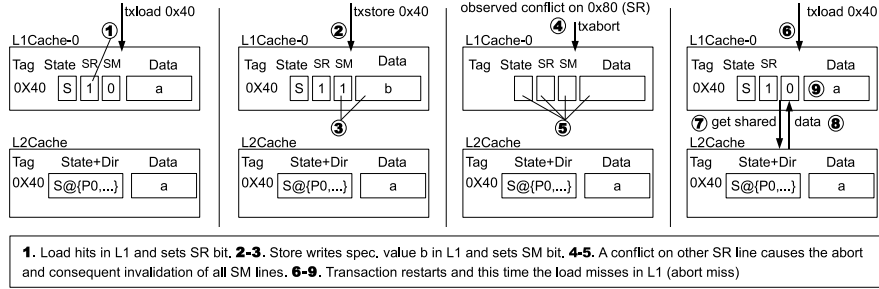 txload 0x40
1
L1Cache-0
Tag State SR SM Data
0X40 S 1 0 a
L2Cache
Tag State+Dir Data
0X40 S@{P0,...} a
txstore 0x40
2
L1Cache-0
Tag State SR SM Data
0X40 S 1 1 b
3
L2Cache
Tag State+Dir Data
0X40 S@{P0,...} a
observed conflict on 0x80 (SR)
4 txabort
L1Cache-0
Tag State SR SM Data
5
L2Cache
Tag State+Dir Data
0X40 S@{P0,...} a
6 txload 0x40
L1Cache-0
Tag State SR Data
0X40 S 1 0 9 a
7 get shared data 8
L2Cache
Tag State+Dir Data
0X40 S@{P0,...} a
1. Load hits in L1 and sets SR bit. 2-3. Store writes spec. value b in L1 and sets SM bit. 4-5. A conflict on other SR line causes the abort
and consequent invalidation of all SM lines. 6-9. Transaction restarts and this time the load misses in L1 (abort miss)